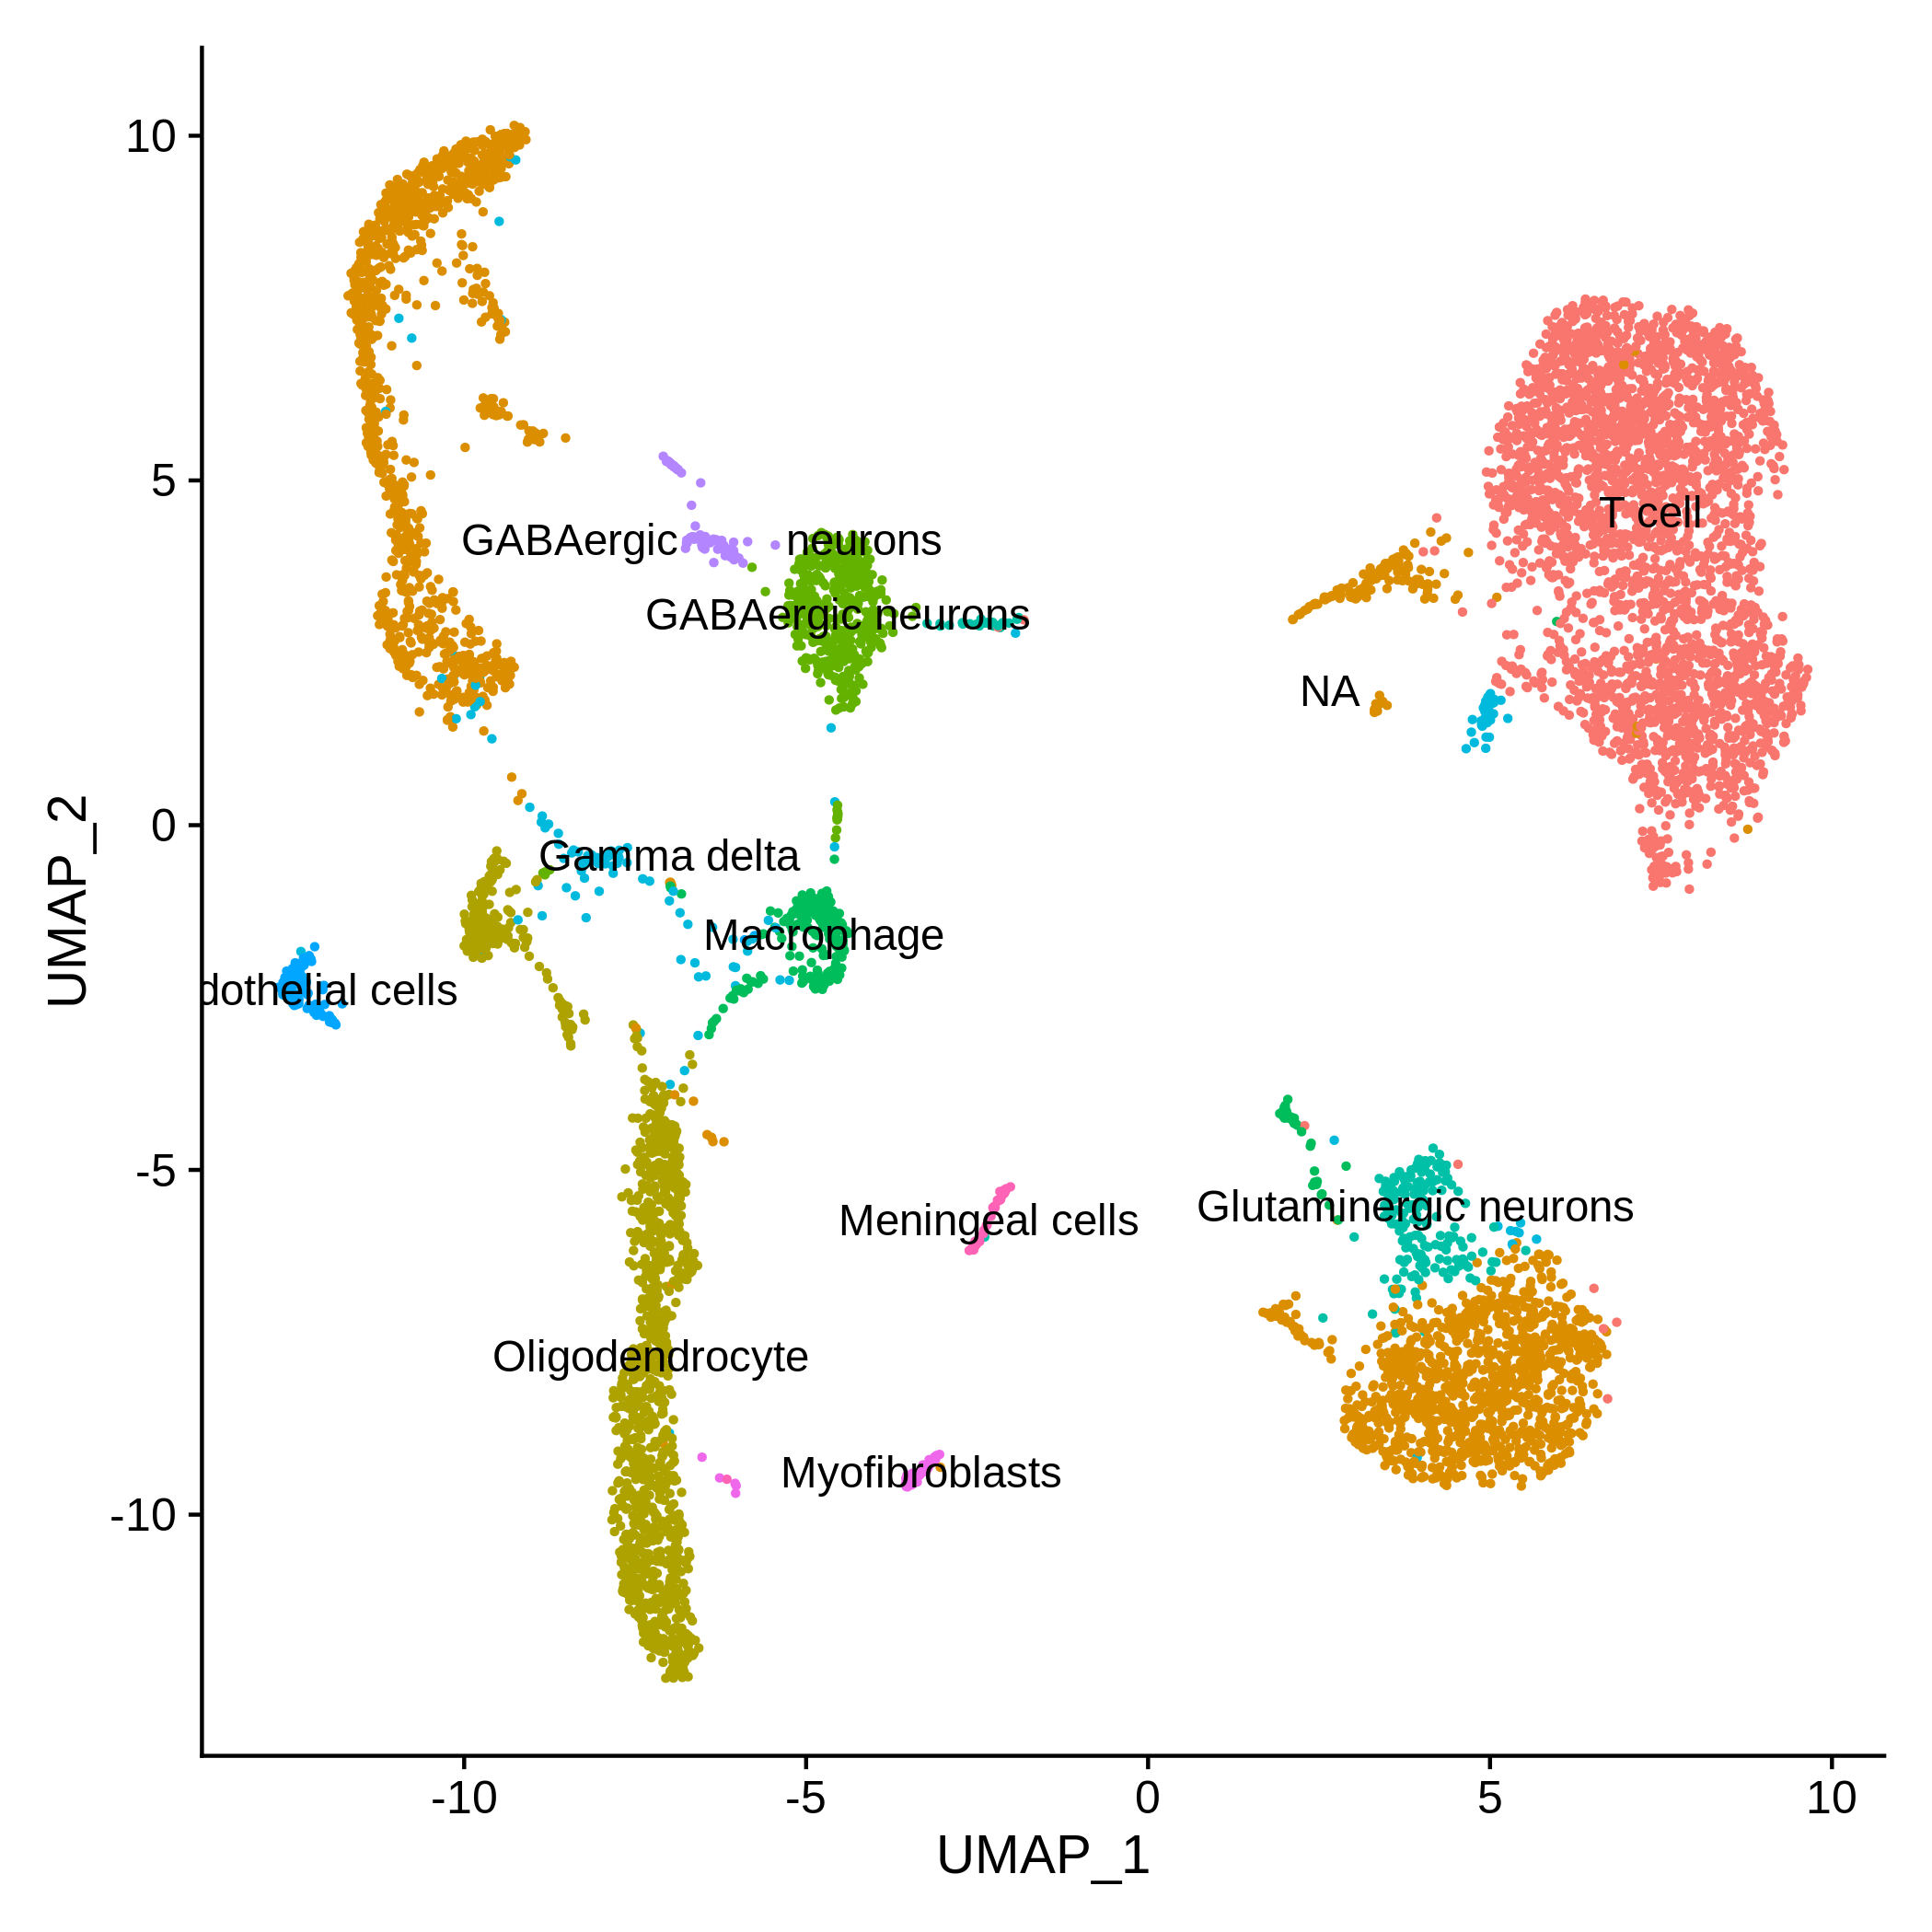 10
5
GABAergic neurons
T cell
GABAergic neurons
NA
0
Gamma delta
Macrophage
dothelial cells
-5
Meningeal cells
Glutaminergic neurons
Oligodendrocyte
Myofibroblasts
-10
UMAP_2
-10 -5 0 5 10
UMAP_1